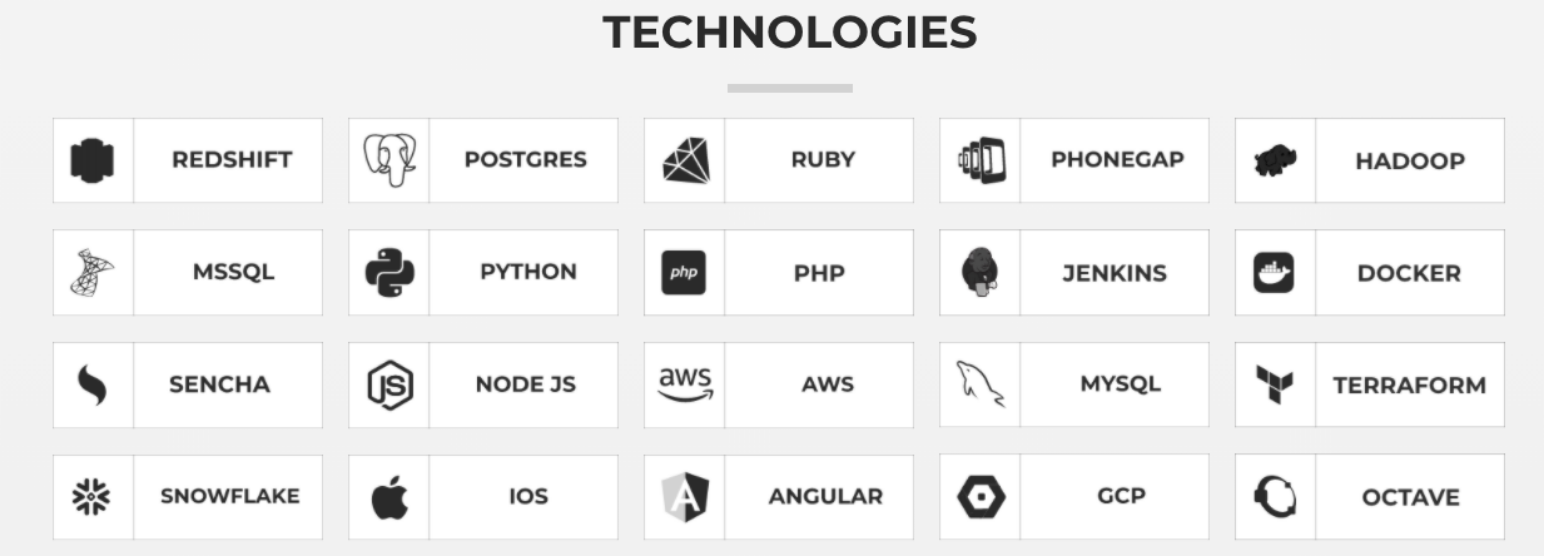 TECHNOLOGIES
REDSHIFT
POSTGRES
RUBY
PHONEGAP
HADOOP
MSSQL
PYTHON
php
PHP
JENKINS
DOCKER
SENCHA
JS
NODE JS
aws
AWS
MYSQL
TERRAFORM
SNOWFLAKE
IOS
A
ANGULAR
GCP
OCTAVE